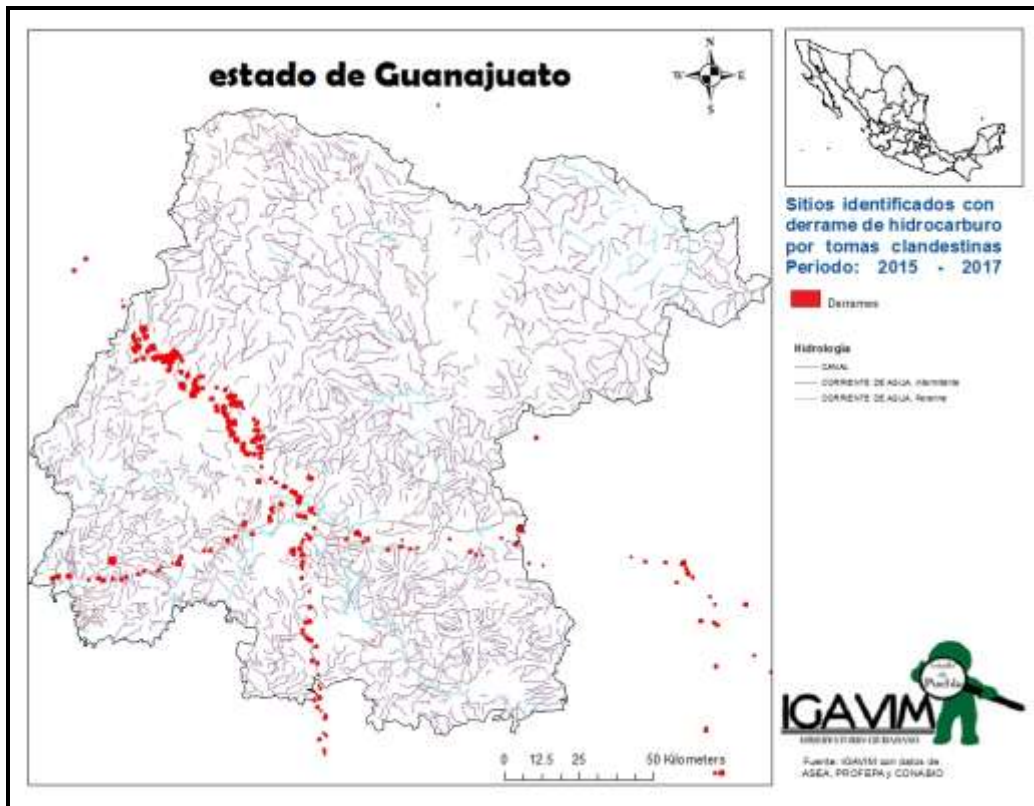 estado de Guanajuato
N
W
E
S
Sitios identificados con
derrame de hidrocarburo
por tomas clandestinas
Periodo: 2015 - 2017
Derrames
Hidrología
CANAL
CORRIENTE DE AGUA, Intermitente
CORRIENTE DE AGUA, Perenne
0 12.5 25 50 Kilometers
Puebla
IGAVIM
Fuente: IGAVIM con datos de
ASEA, PROFEPA y CONABIO